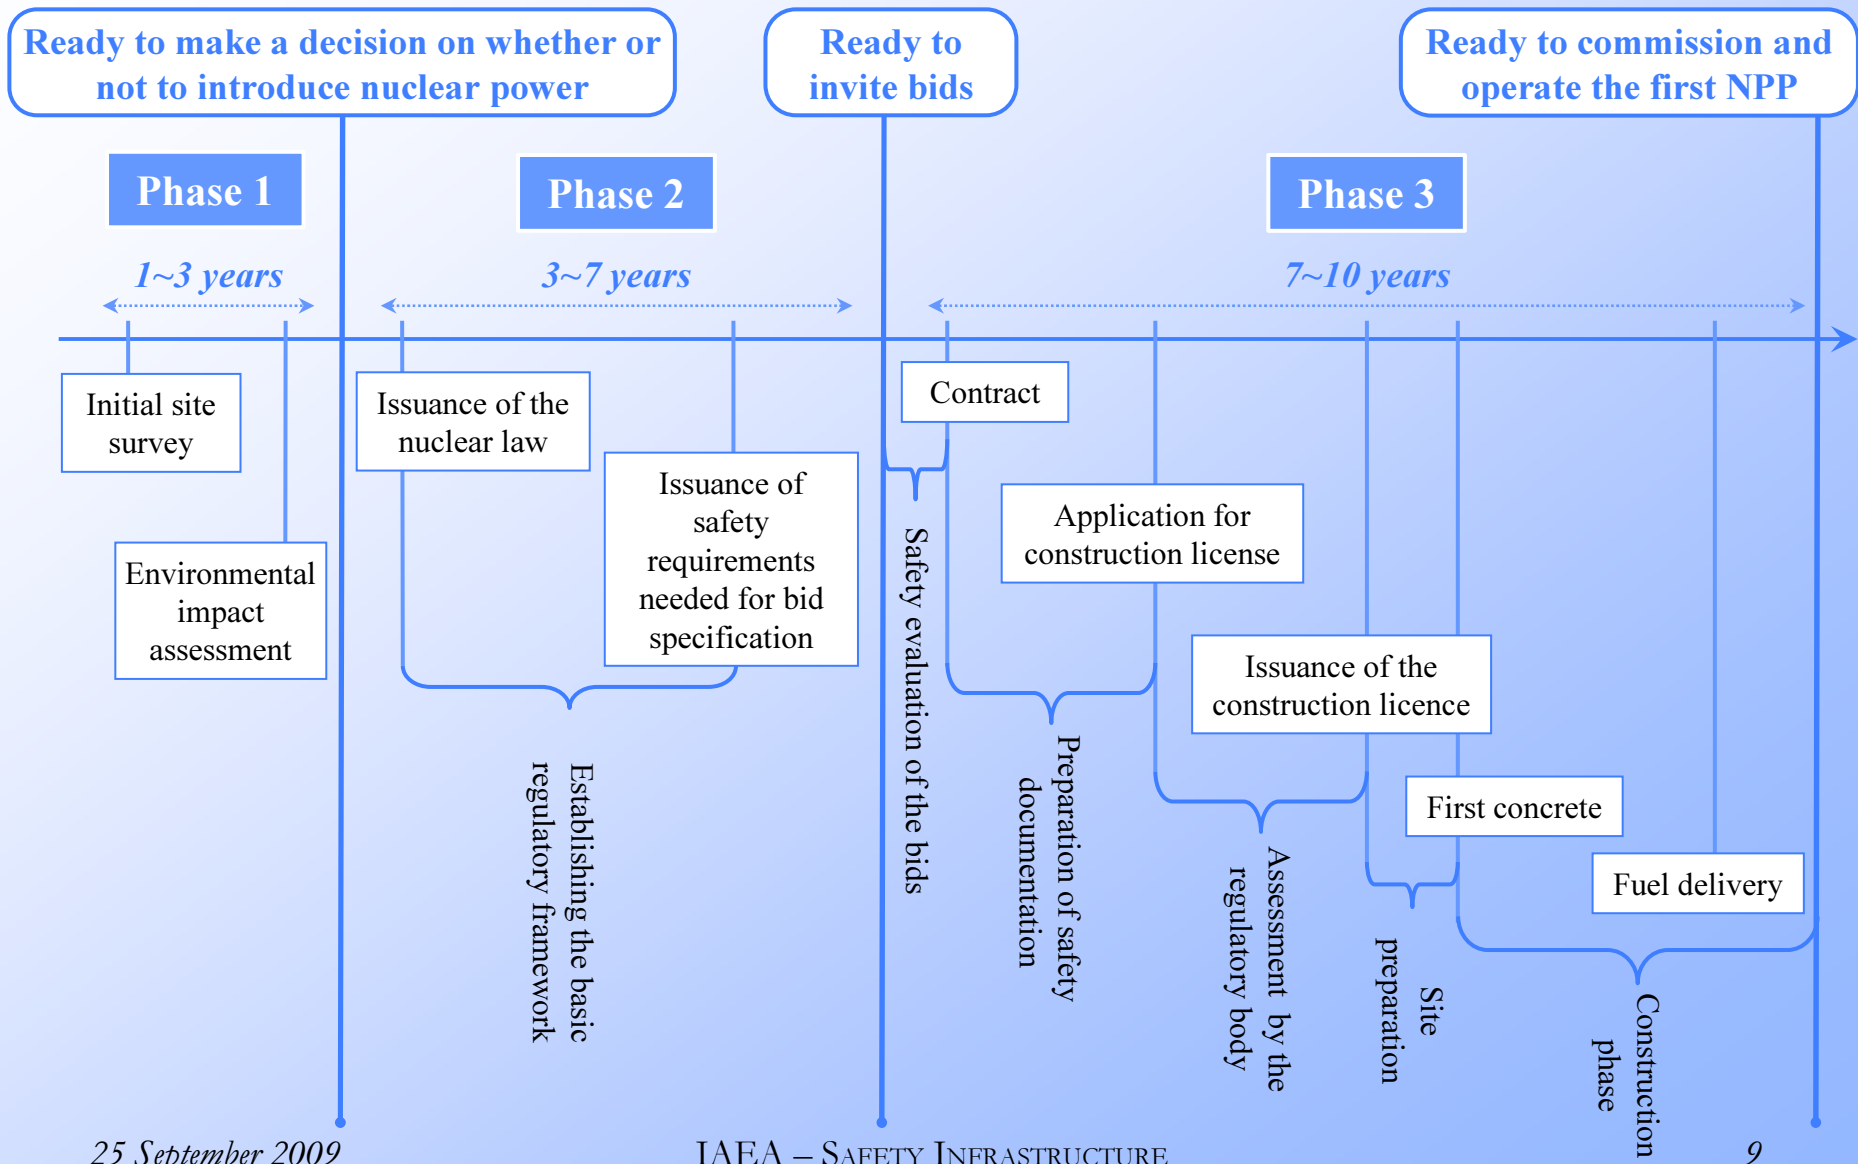 Ready to make a decision on whether or
not to introduce nuclear power
Ready to
invite bids
Ready to commission and
operate the first NPP
Phase 1
Phase 2
Phase 3
1~3 years
3~7 years
7~10 years
Initial site
survey
Environmental
impact
assessment
Issuance of the
nuclear law
Issuance of
safety
requirements
needed for bid
specification
Establishing the basic
regulatory framework
Contract
Safety evaluation of the bids
Application for
construction license
Preparation of safety
documentation
Issuance of the
construction licence
Assessment by the
regulatory body
First concrete
Site
preparation
Fuel delivery
Construction
phase
25 September 2009
IAEA – Safety Infrastructure
9